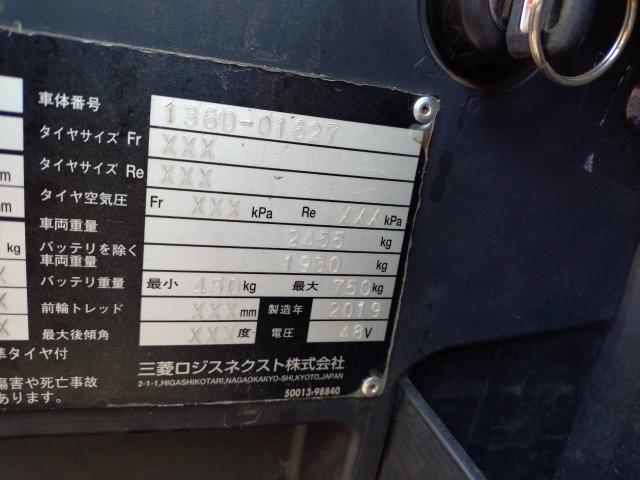 車体番号 1360-01627
タイヤサイズ Fr XXX
タイヤサイズ Re XXX
タイヤ空気圧 Fr XXX kPa Re XXX kPa
車両重量 2455 kg
バッテリを除く車両重量 1930 kg
バッテリ重量 最小 450 kg 最大 750 kg
前輪トレッド XXX mm 製造年 2019
最大後傾角 XXX 度 電圧 48 V
三菱ロジスネクスト株式会社
2-1-1,HIGASHIKOTARI,NAGAOKAKYO-SHI,KYOTO,JAPAN
50013-98840
m
m
kg
X
X
タイヤ付
害や死亡事故
あります。